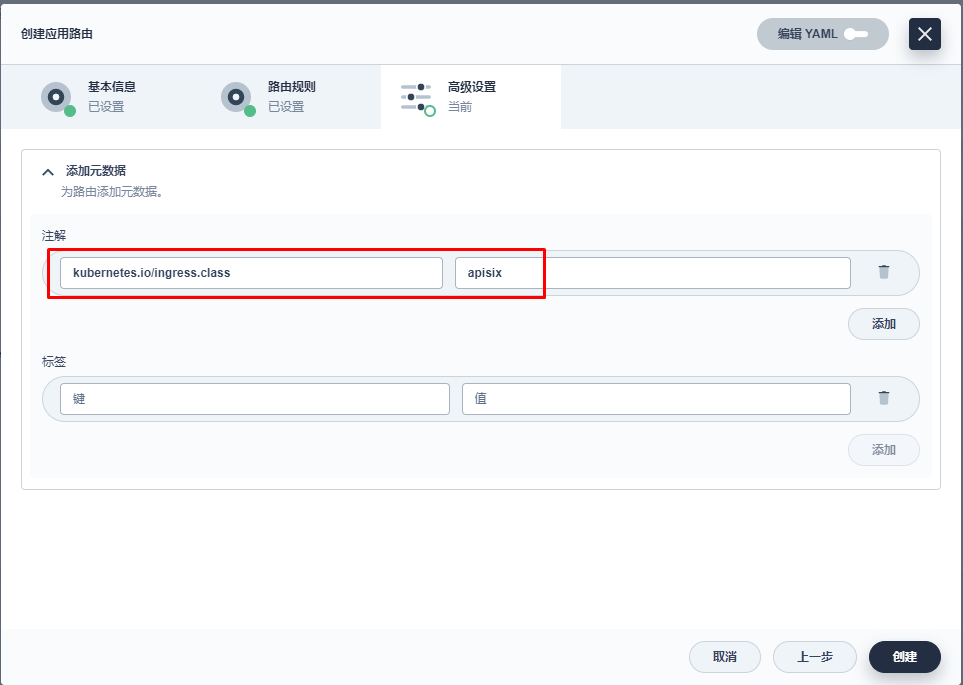 创建应用路由
编辑 YAML
基本信息
已设置
路由规则
已设置
高级设置
当前
添加元数据
为路由添加元数据。
注解
kubernetes.io/ingress.class
apisix
添加
标签
键
值
添加
取消
上一步
创建